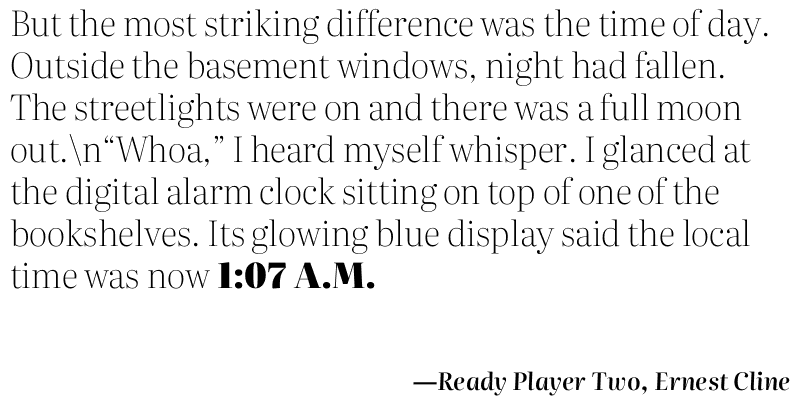 But the most striking difference was the time of day.
Outside the basement windows, night had fallen.
The streetlights were on and there was a full moon
out.\n“Whoa,” I heard myself whisper. I glanced at
the digital alarm clock sitting on top of one of the
bookshelves. Its glowing blue display said the local
time was now 1:07 A.M.
—Ready Player Two, Ernest Cline